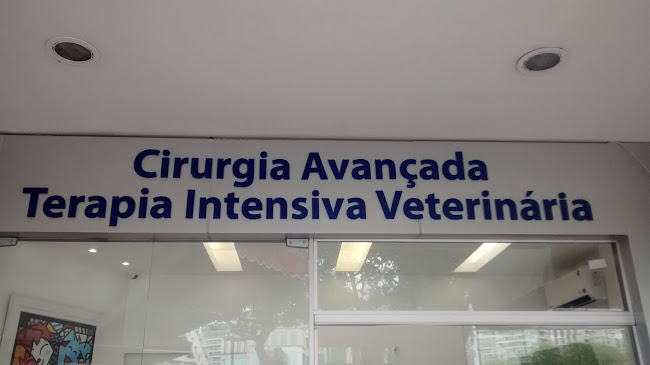 Cirurgia Avançada
Terapia Intensiva Veterinária